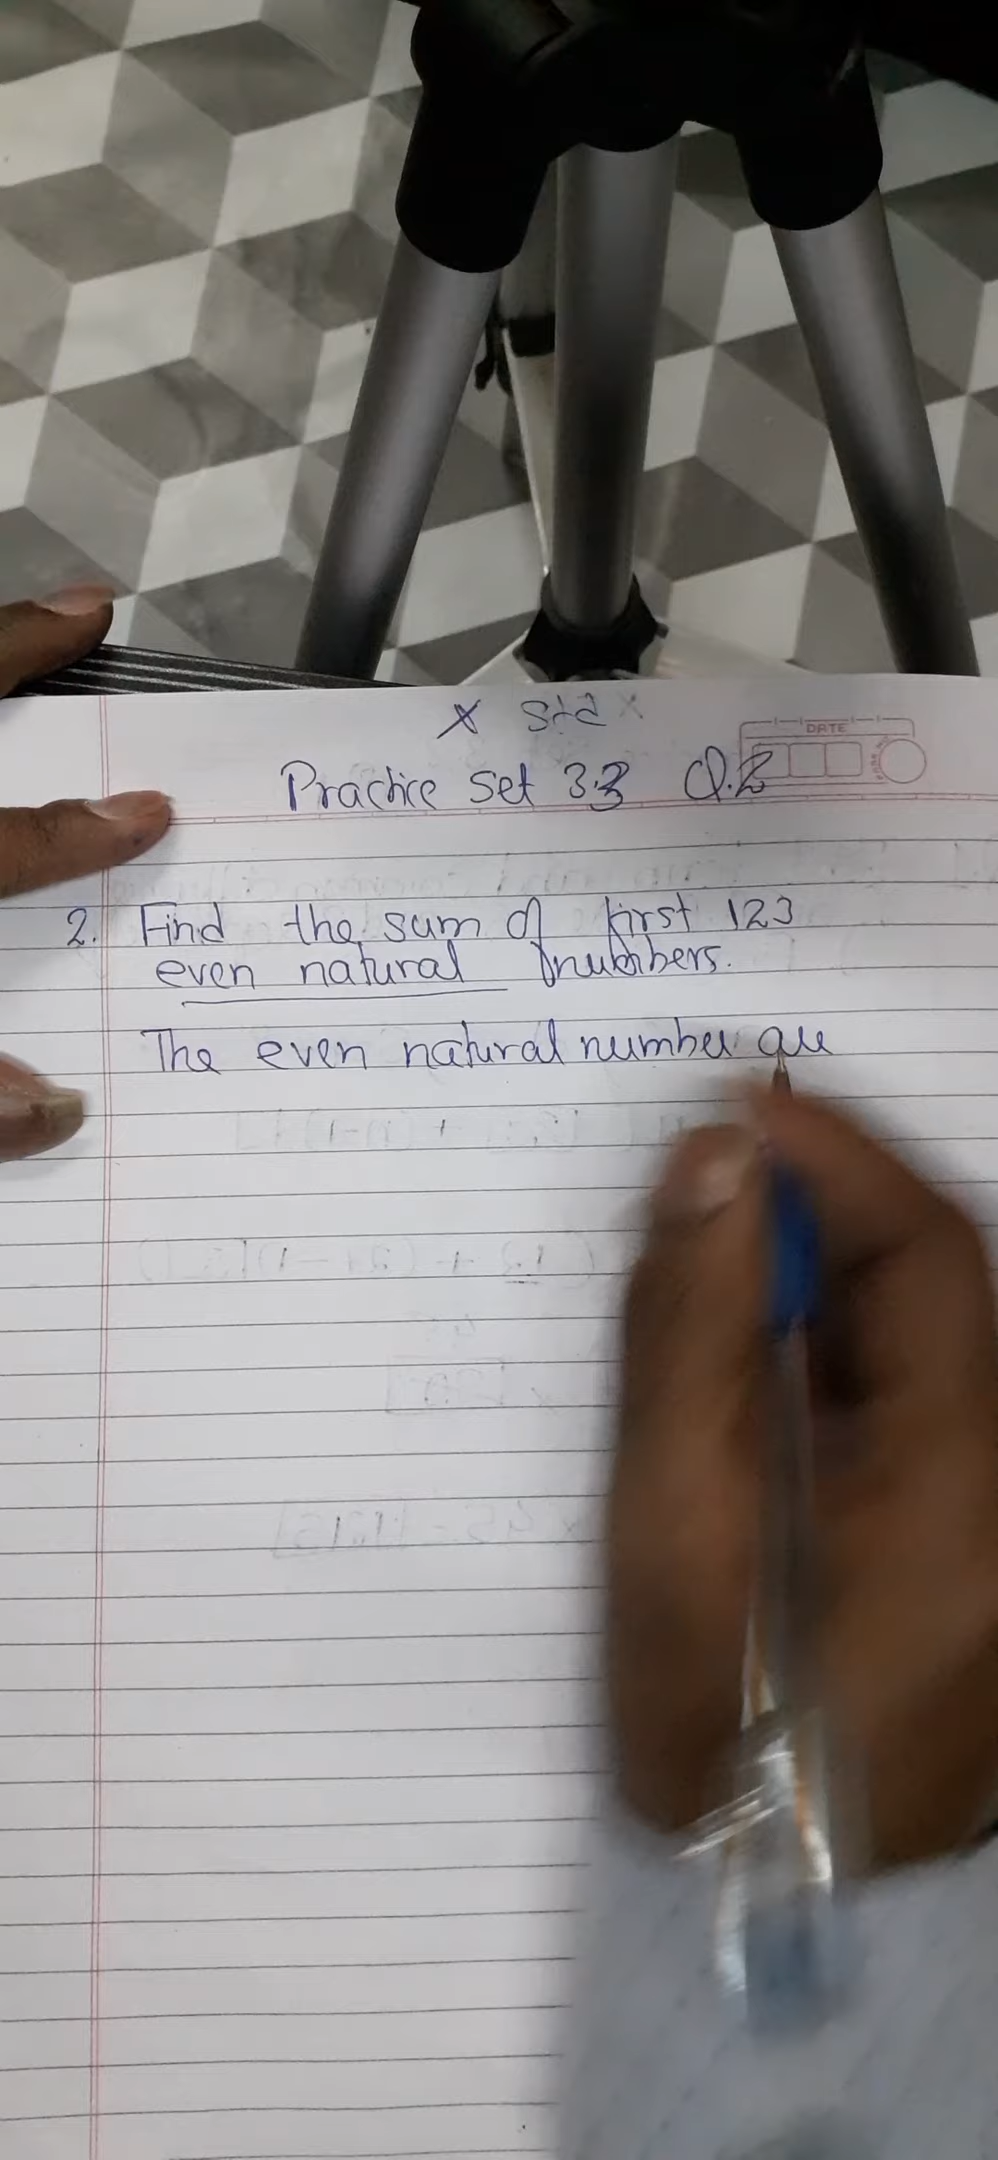 X Std X
DATE
Practice Set 3.3 Q.2
2. Find the sum of first 123
even natural numbers.
The even natural number are